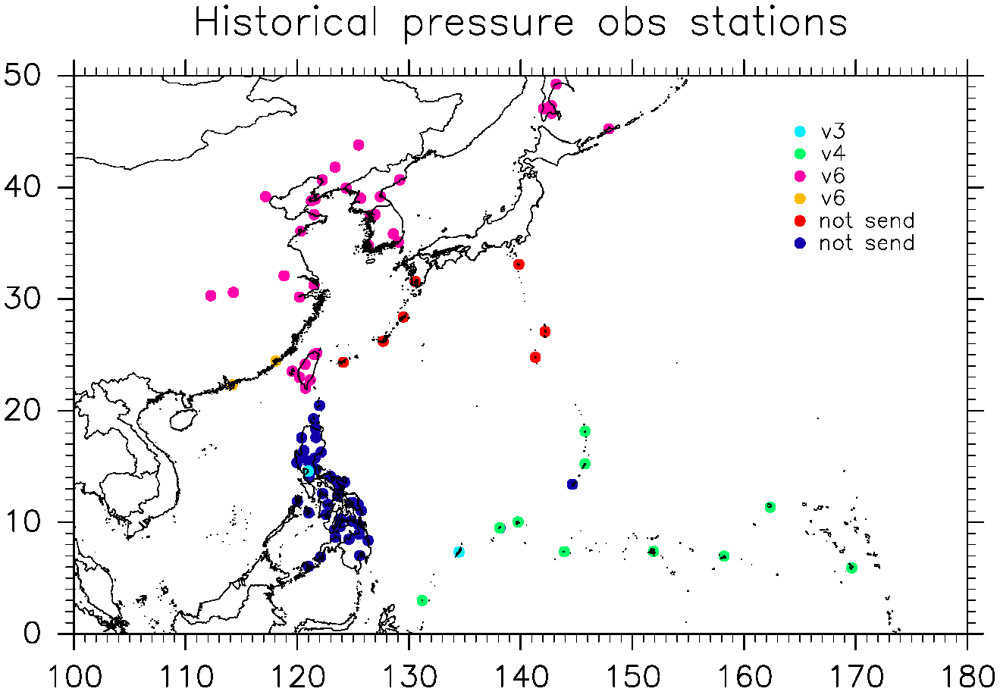 Historical pressure obs stations
50
40
30
20
10
0
v3
v4
v6
v6
not send
not send
100 110 120 130 140 150 160 170 180